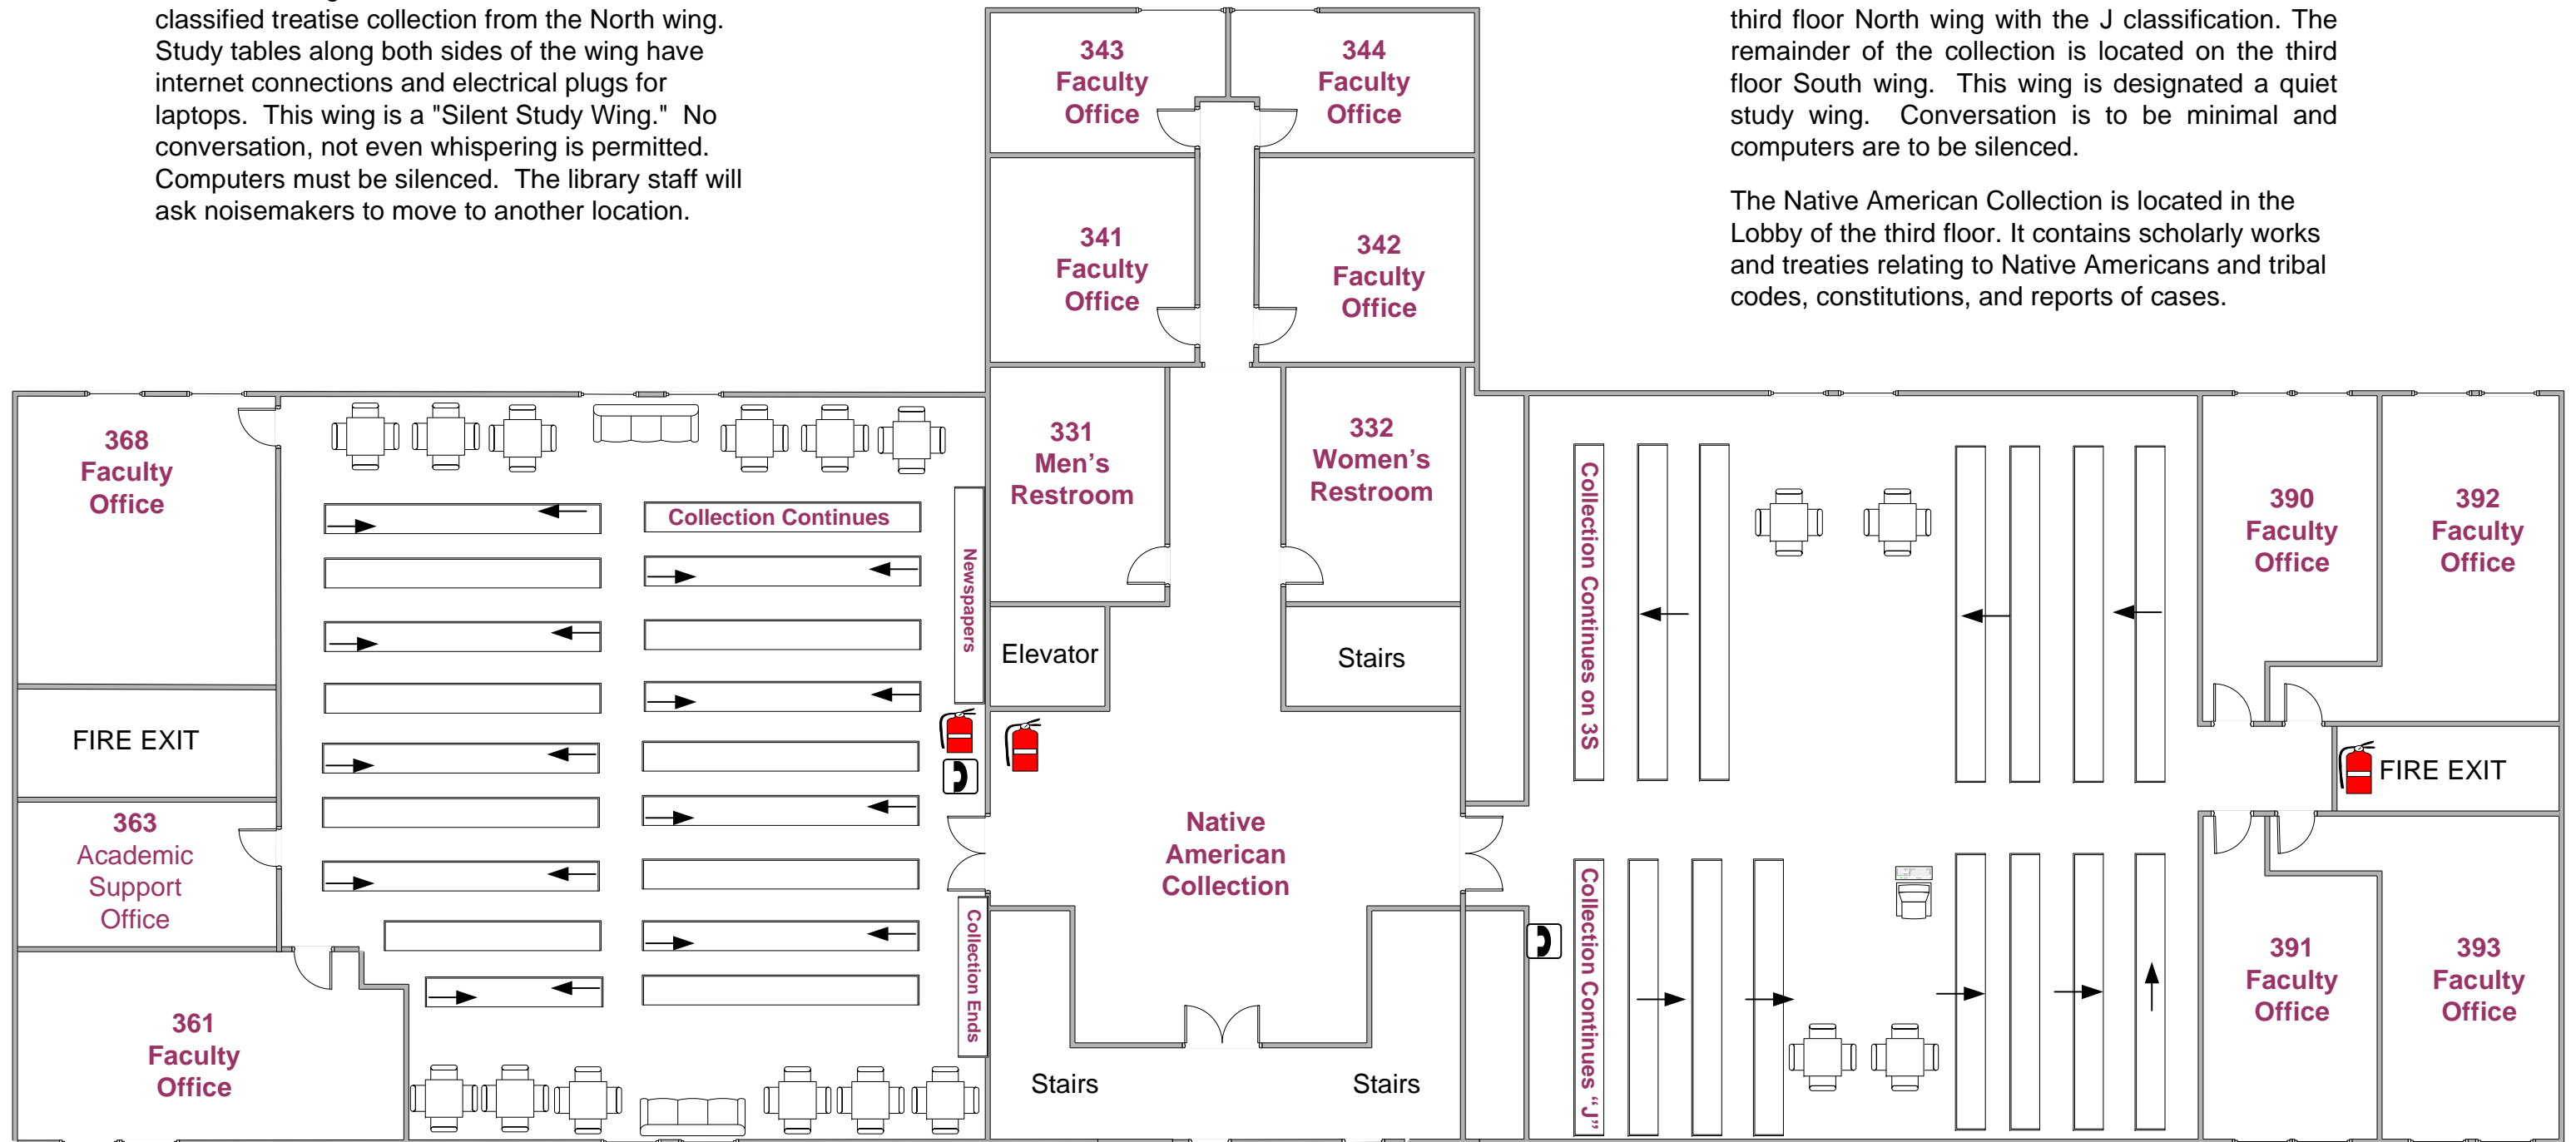 classified treatise collection from the North wing.
Study tables along both sides of the wing have
internet connections and electrical plugs for
laptops. This wing is a "Silent Study Wing." No
conversation, not even whispering is permitted.
Computers must be silenced. The library staff will
ask noisemakers to move to another location.
third floor North wing with the J classification. The
remainder of the collection is located on the third
floor South wing. This wing is designated a quiet
study wing. Conversation is to be minimal and
computers are to be silenced.
The Native American Collection is located in the
Lobby of the third floor. It contains scholarly works
and treaties relating to Native Americans and tribal
codes, constitutions, and reports of cases.
343
Faculty
Office
344
Faculty
Office
341
Faculty
Office
342
Faculty
Office
368
Faculty
Office
Collection Continues
Newspapers
331
Men’s
Restroom
332
Women’s
Restroom
Collection Continues on 3S
390
Faculty
Office
392
Faculty
Office
Elevator
Stairs
FIRE EXIT
FIRE EXIT
363
Academic
Support
Office
Native
American
Collection
Collection Ends
Collection Continues “J”
361
Faculty
Office
Stairs
Stairs
391
Faculty
Office
393
Faculty
Office